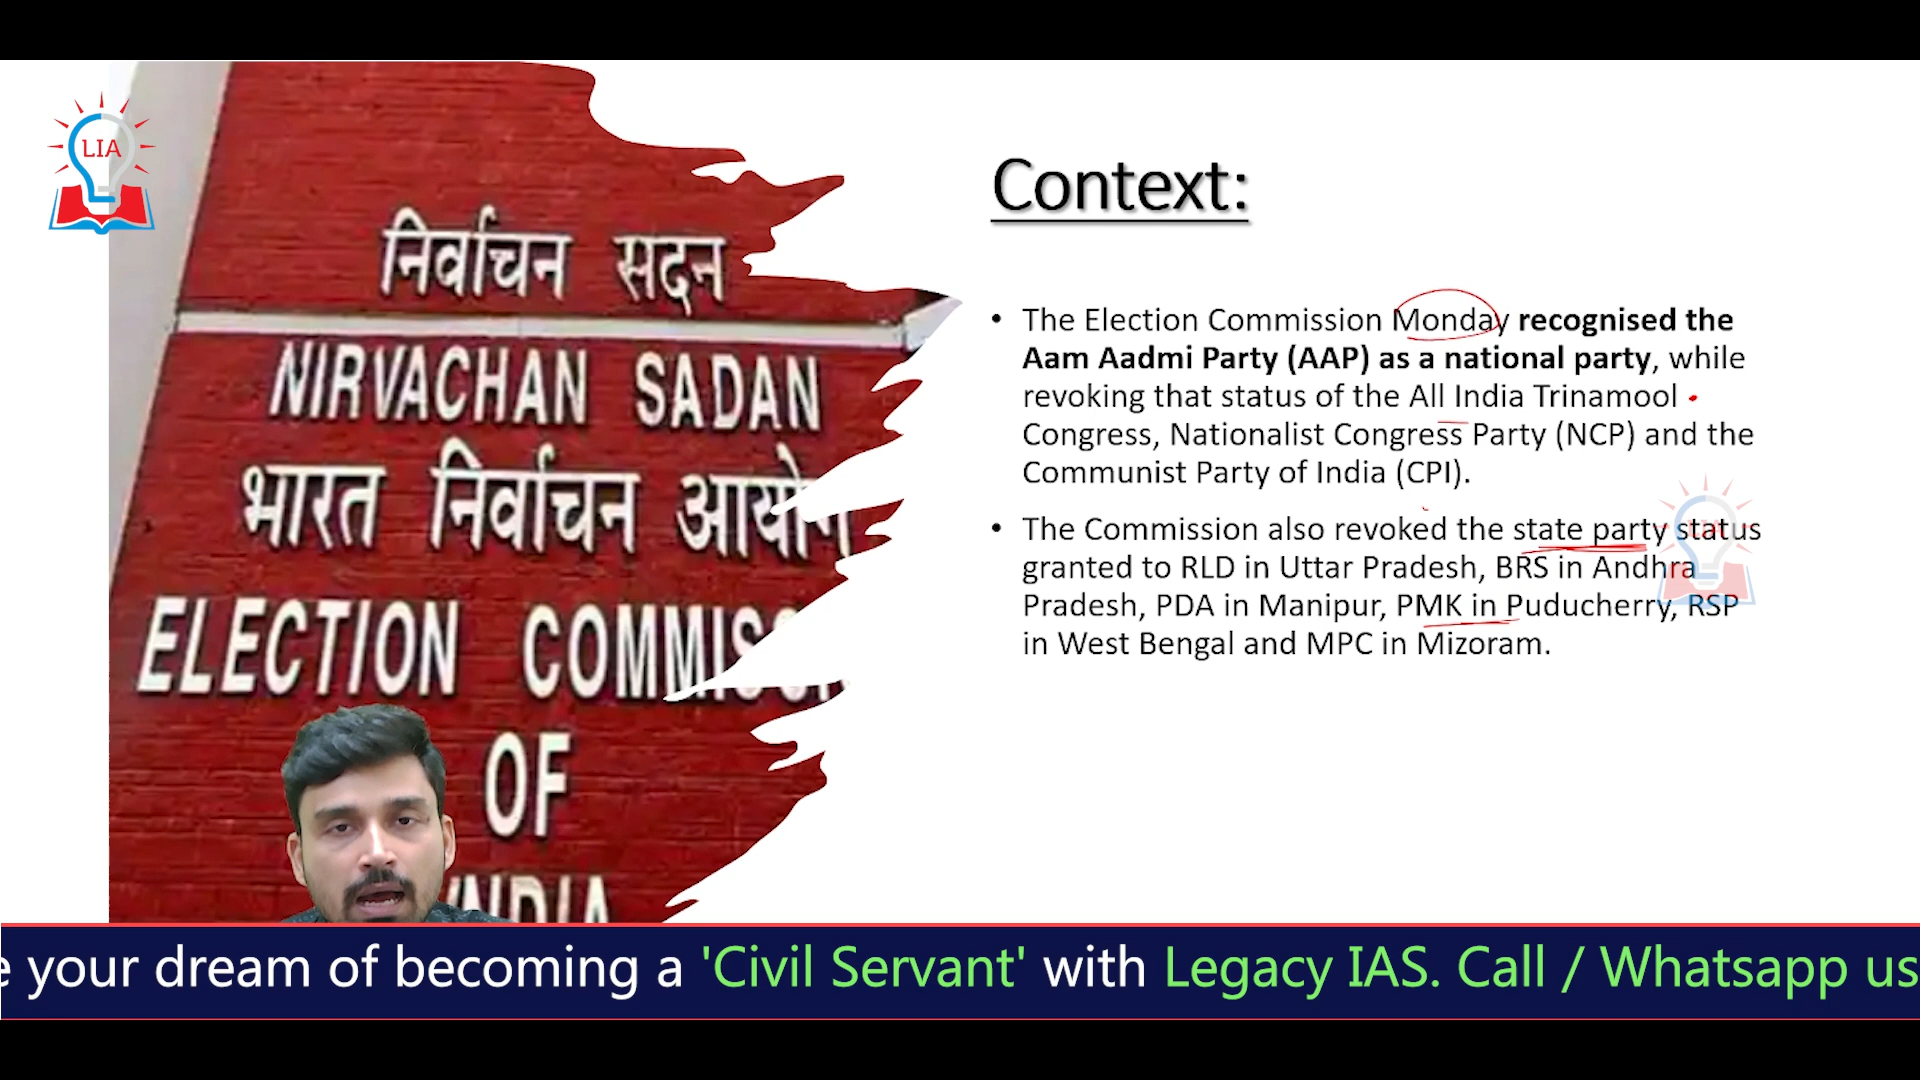 LIA
निर्वाचन सदन
NIRVACHAN SADAN
भारत निर्वाचन आयोग
ELECTION
OF
INDIA
Context:
• The Election Commission Monday recognised the
Aam Aadmi Party (AAP) as a national party, while
revoking that status of the All India Trinamool
Congress, Nationalist Congress Party (NCP) and the
Communist Party of India (CPI).
• The Commission also revoked the state party status
granted to RLD in Uttar Pradesh, BRS in Andhra
Pradesh, PDA in Manipur, PMK in Puducherry, RSP
in West Bengal and MPC in Mizoram.
LIA
e your dream of becoming a 'Civil Servant' with Legacy IAS. Call / Whatsapp us